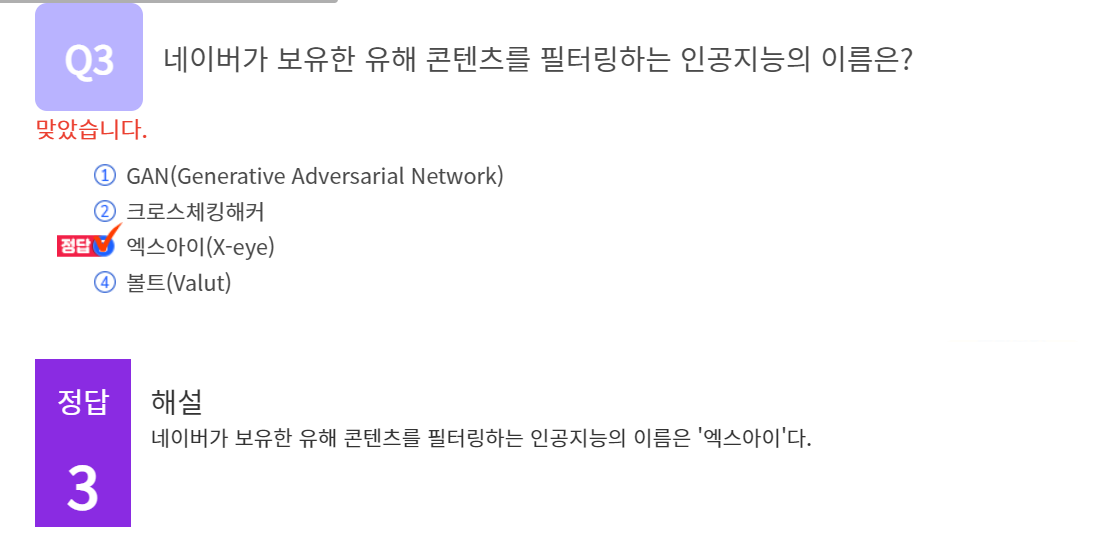 Q3
네이버가 보유한 유해 콘텐츠를 필터링하는 인공지능의 이름은?
맞았습니다.
① GAN(Generative Adversarial Network)
② 크로스체킹해커
정답 엑스아이(X-eye)
④ 볼트(Valut)
정답
3
해설
네이버가 보유한 유해 콘텐츠를 필터링하는 인공지능의 이름은 '엑스아이'다.